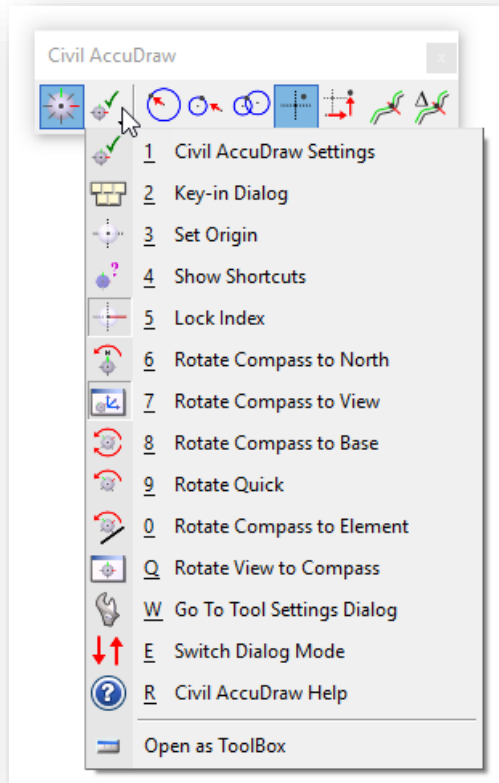 Civil AccuDraw
x
1 Civil AccuDraw Settings
2 Key-in Dialog
3 Set Origin
4 Show Shortcuts
5 Lock Index
6 Rotate Compass to North
7 Rotate Compass to View
8 Rotate Compass to Base
9 Rotate Quick
0 Rotate Compass to Element
Q Rotate View to Compass
W Go To Tool Settings Dialog
E Switch Dialog Mode
R Civil AccuDraw Help
Open as ToolBox